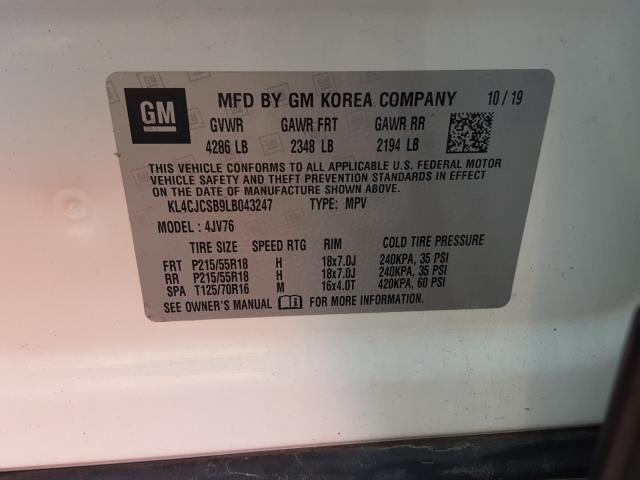 GM MFD BY GM KOREA COMPANY 10/19
GVWR GAWR FRT GAWR RR
4286 LB 2348 LB 2194 LB
THIS VEHICLE CONFORMS TO ALL APPLICABLE U.S. FEDERAL MOTOR
VEHICLE SAFETY AND THEFT PREVENTION STANDARDS IN EFFECT
ON THE DATE OF MANUFACTURE SHOWN ABOVE.
KL4CJCSB9LB043247 TYPE: MPV
MODEL: 4JV76
TIRE SIZE SPEED RTG RIM COLD TIRE PRESSURE
FRT P215/55R18 H 18x7.0J 240KPA, 35 PSI
RR P215/55R18 H 18x7.0J 240KPA, 35 PSI
SPA T125/70R16 M 16x4.0T 420KPA, 60 PSI
SEE OWNER'S MANUAL FOR MORE INFORMATION.